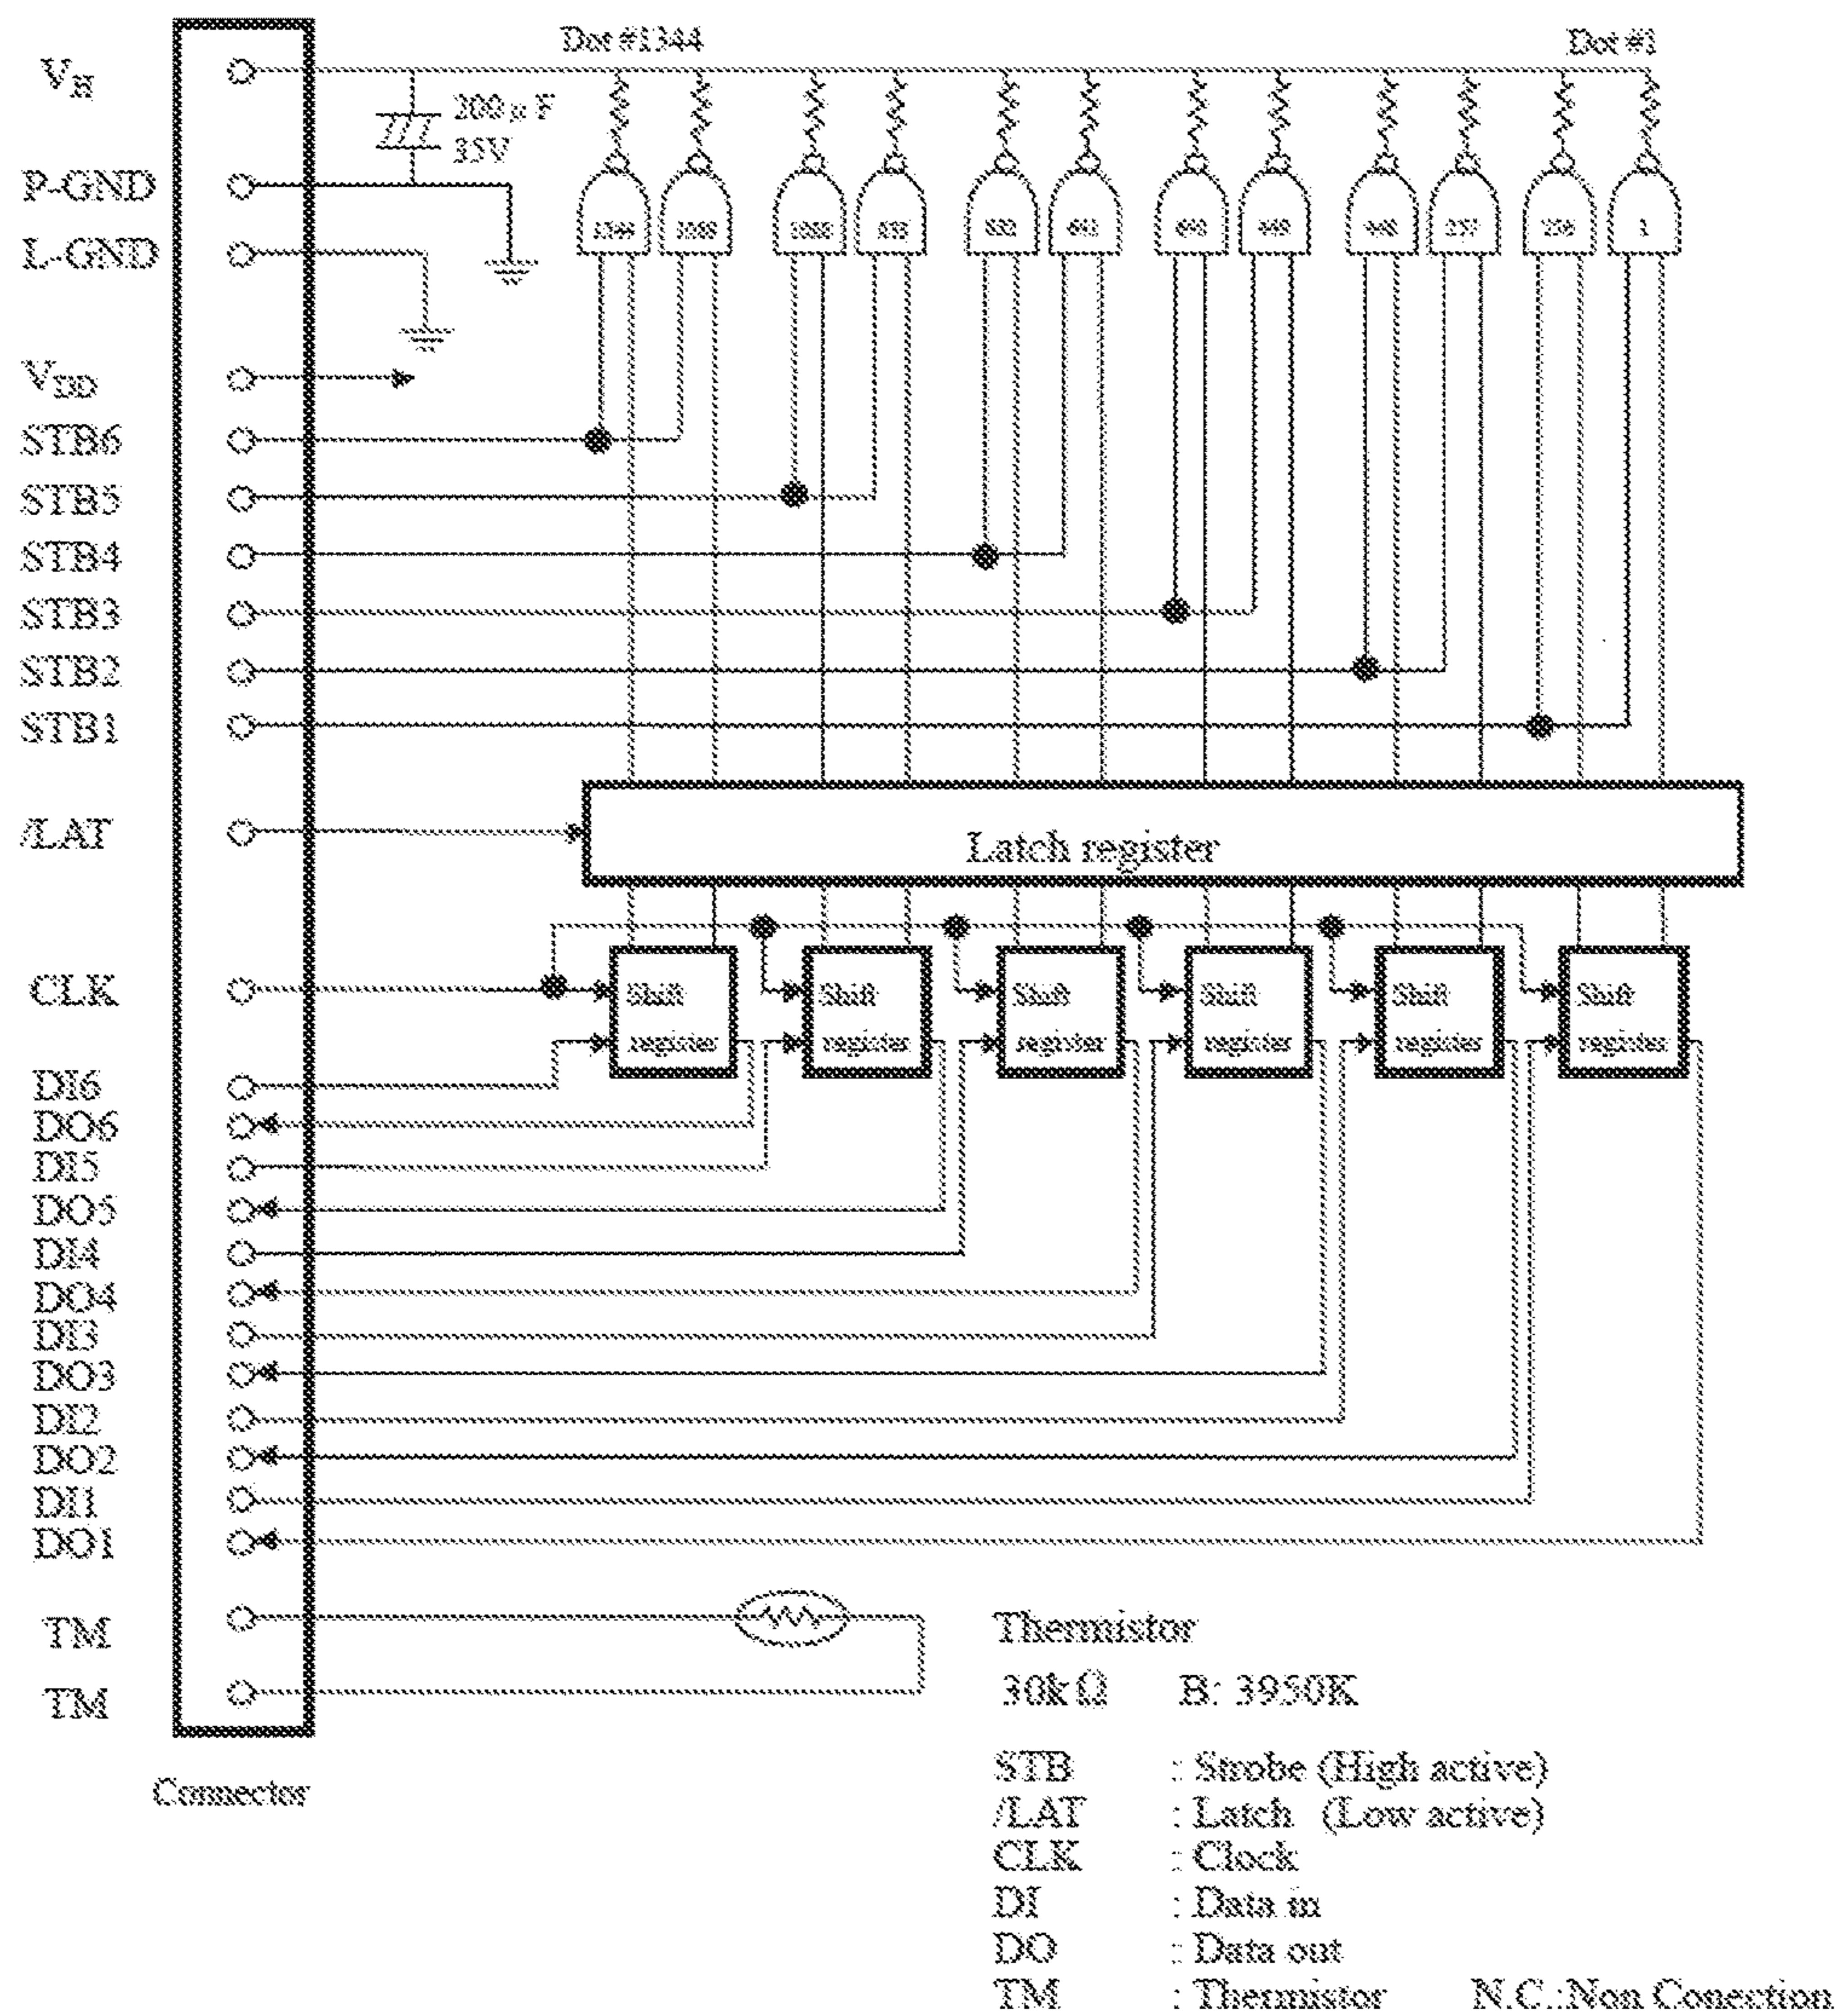 Dot #1344 Dot #1
VH
200μF
35V
P-GND
L-GND
1344
1
VDD
STB6
STB5
STB4
STB3
STB2
STB1
/LAT
Latch register
CLK
Shift register
Shift register
Shift register
Shift register
Shift register
Shift register
DI6
DO6
DI5
DO5
DI4
DO4
DI3
DO3
DI2
DO2
DI1
DO1
TM
TM
Connector
Thermistor
30kΩ B: 3950K
STB : Strobe (High active)
/LAT : Latch (Low active)
CLK : Clock
DI : Data in
DO : Data out
TM : Thermistor N.C.:Non Conection